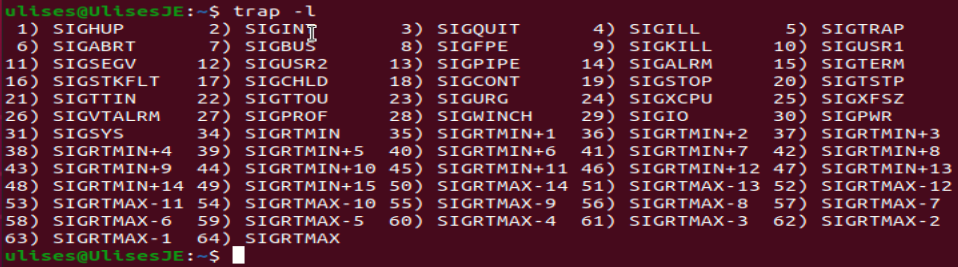 ulises@UlisesJE:~$ trap -l
 1) SIGHUP       2) SIGINT       3) SIGQUIT      4) SIGILL       5) SIGTRAP
 6) SIGABRT      7) SIGBUS       8) SIGFPE       9) SIGKILL     10) SIGUSR1
11) SIGSEGV     12) SIGUSR2     13) SIGPIPE     14) SIGALRM     15) SIGTERM
16) SIGSTKFLT   17) SIGCHLD     18) SIGCONT     19) SIGSTOP     20) SIGTSTP
21) SIGTTIN     22) SIGTTOU     23) SIGURG      24) SIGXCPU     25) SIGXFSZ
26) SIGVTALRM   27) SIGPROF     28) SIGWINCH    29) SIGIO       30) SIGPWR
31) SIGSYS      34) SIGRTMIN    35) SIGRTMIN+1  36) SIGRTMIN+2  37) SIGRTMIN+3
38) SIGRTMIN+4  39) SIGRTMIN+5  40) SIGRTMIN+6  41) SIGRTMIN+7  42) SIGRTMIN+8
43) SIGRTMIN+9  44) SIGRTMIN+10 45) SIGRTMIN+11 46) SIGRTMIN+12 47) SIGRTMIN+13
48) SIGRTMIN+14 49) SIGRTMIN+15 50) SIGRTMAX-14 51) SIGRTMAX-13 52) SIGRTMAX-12
53) SIGRTMAX-11 54) SIGRTMAX-10 55) SIGRTMAX-9  56) SIGRTMAX-8  57) SIGRTMAX-7
58) SIGRTMAX-6  59) SIGRTMAX-5  60) SIGRTMAX-4  61) SIGRTMAX-3  62) SIGRTMAX-2
63) SIGRTMAX-1  64) SIGRTMAX
ulises@UlisesJE:~$